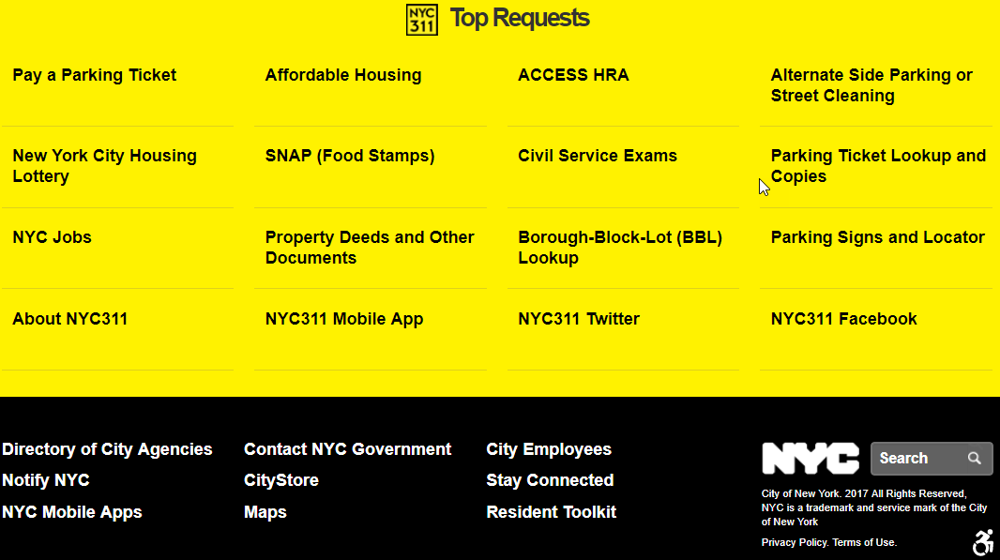 NYC
311
Top Requests
Pay a Parking Ticket
Affordable Housing
ACCESS HRA
Alternate Side Parking or
Street Cleaning
New York City Housing
Lottery
SNAP (Food Stamps)
Civil Service Exams
Parking Ticket Lookup and
Copies
NYC Jobs
Property Deeds and Other
Documents
Borough-Block-Lot (BBL)
Lookup
Parking Signs and Locator
About NYC311
NYC311 Mobile App
NYC311 Twitter
NYC311 Facebook
Directory of City Agencies
Contact NYC Government
City Employees
Notify NYC
CityStore
Stay Connected
NYC Mobile Apps
Maps
Resident Toolkit
NYC
Search
City of New York. 2017 All Rights Reserved,
NYC is a trademark and service mark of the City
of New York
Privacy Policy. Terms of Use.